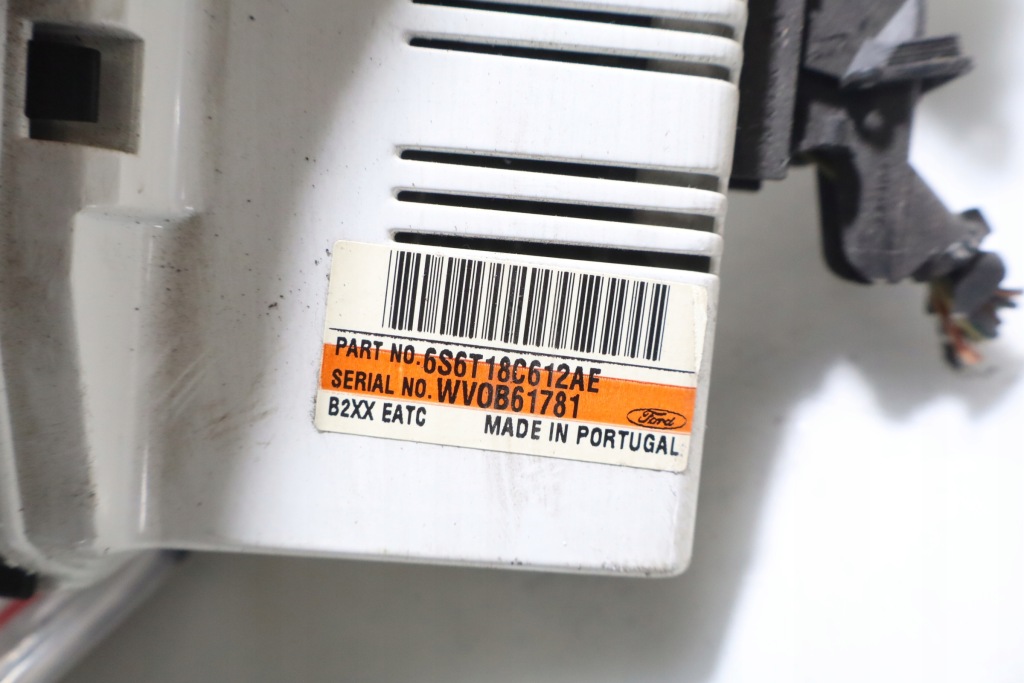 PART NO. 6S6T18C612AE
SERIAL NO. WV0B61781
Ford
B2XX EATC MADE IN PORTUGAL